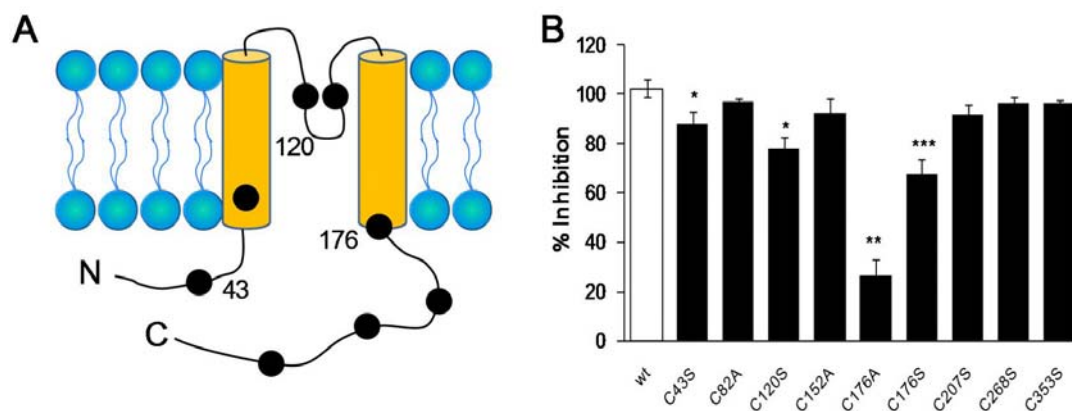 A
120
176
N
43
C
B
% Inhibition
120
100
80
60
40
20
0
*
*
**
***
wt
C43S
C82A
C120S
C152A
C176A
C176S
C207S
C268S
C353S